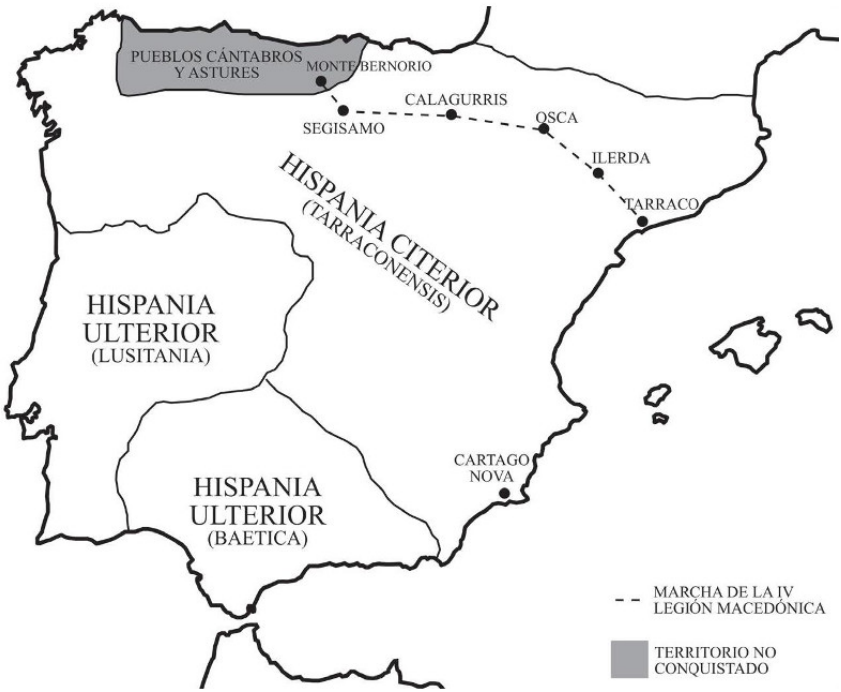 PUEBLOS CÁNTABROS
Y ASTURES
MONTE BERNORIO
SEGISAMO
CALAGURRIS
OSCA
ILERDA
TARRACO
HISPANIA CITERIOR
(TARRACONENSIS)
HISPANIA
ULTERIOR
(LUSITANIA)
CARTAGO
NOVA
HISPANIA
ULTERIOR
(BAETICA)
MARCHA DE LA IV
LEGIÓN MACEDÓNICA
TERRITORIO NO
CONQUISTADO